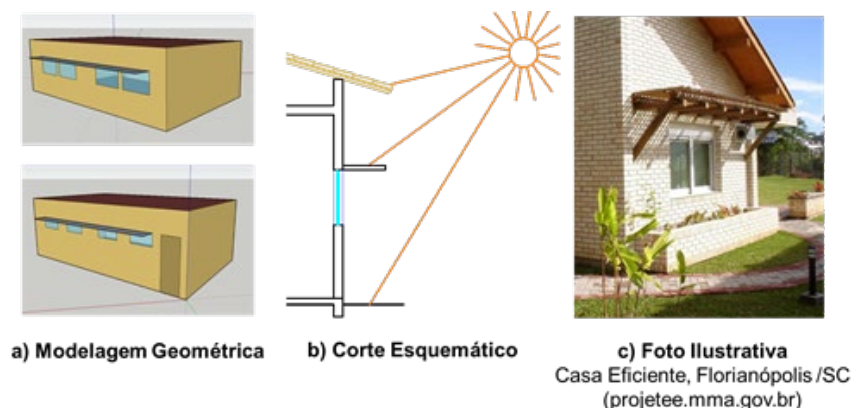 a) Modelagem Geométrica
b) Corte Esquemático
c) Foto Ilustrativa
Casa Eficiente, Florianópolis /SC
(projetee.mma.gov.br)